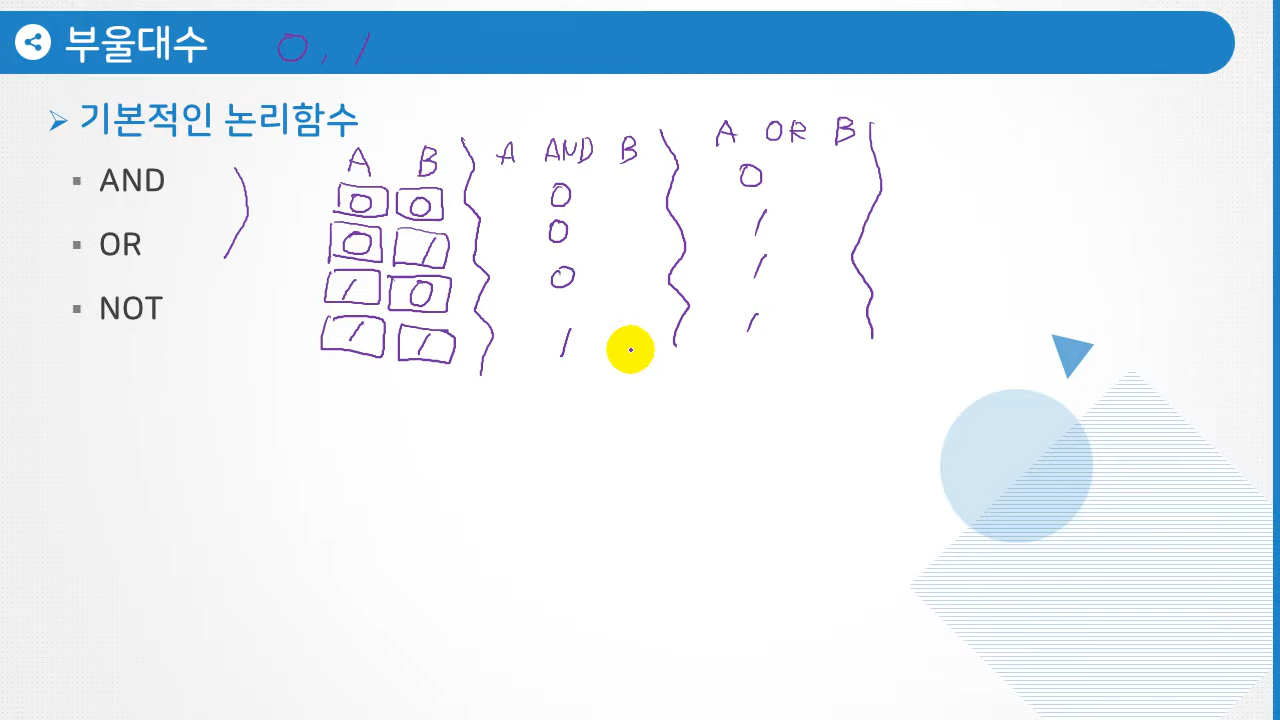 부울대수 0, 1
기본적인 논리함수
AND
OR
NOT
A B A AND B A OR B
0 0 0 0
0 1 0 1
1 0 0 1
1 1 1 1